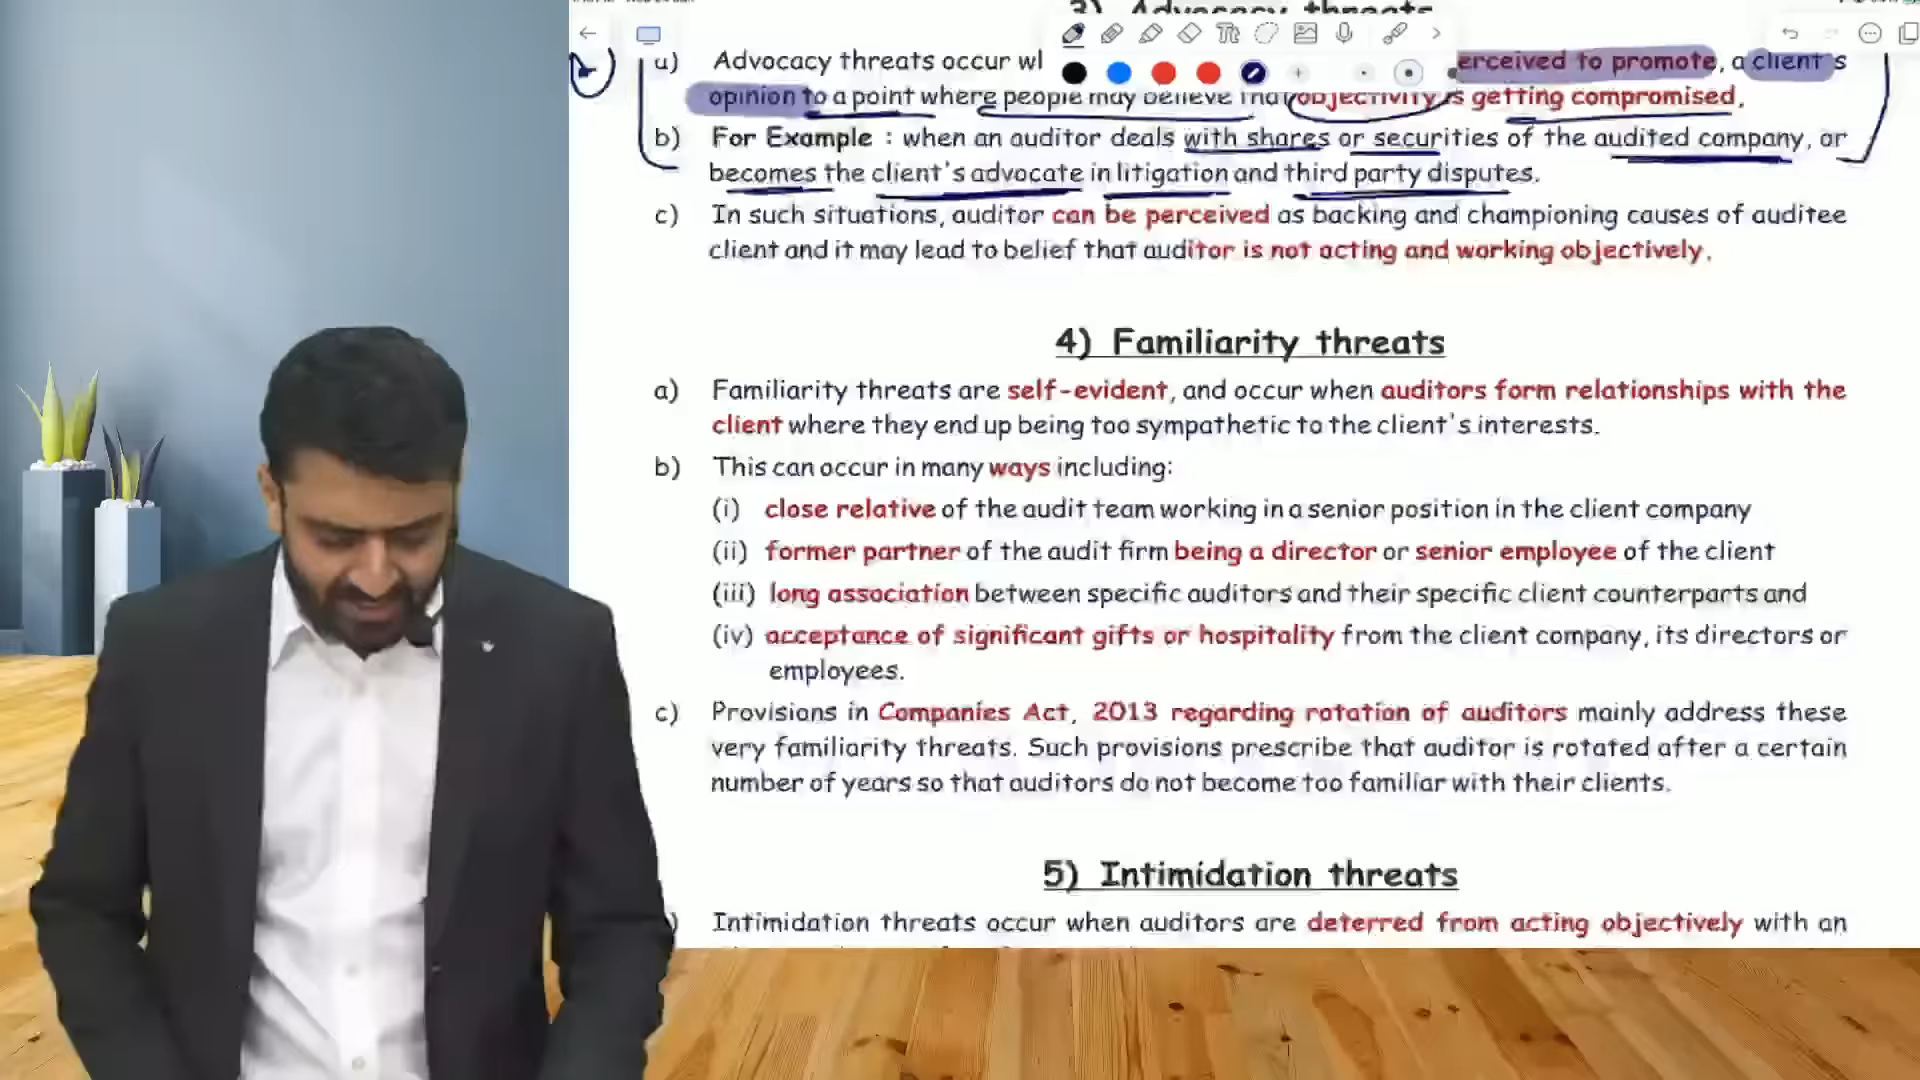 3) Advocacy threats
a) Advocacy threats occur erceived to promote, a client's
opinion to a point where people may believe that objectivity is getting compromised.
b) For Example : when an auditor deals with shares or securities of the audited company, or
becomes the client's advocate in litigation and third party disputes.
c) In such situations, auditor can be perceived as backing and championing causes of auditee
client and it may lead to belief that auditor is not acting and working objectively.
4) Familiarity threats
a) Familiarity threats are self-evident, and occur when auditors form relationships with the
client where they end up being too sympathetic to the client's interests.
b) This can occur in many ways including:
(i) close relative of the audit team working in a senior position in the client company
(ii) former partner of the audit firm being a director or senior employee of the client
(iii) long association between specific auditors and their specific client counterparts and
(iv) acceptance of significant gifts or hospitality from the client company, its directors or
employees.
c) Provisions in Companies Act, 2013 regarding rotation of auditors mainly address these
very familiarity threats. Such provisions prescribe that auditor is rotated after a certain
number of years so that auditors do not become too familiar with their clients.
5) Intimidation threats
) Intimidation threats occur when auditors are deterred from acting objectively with an